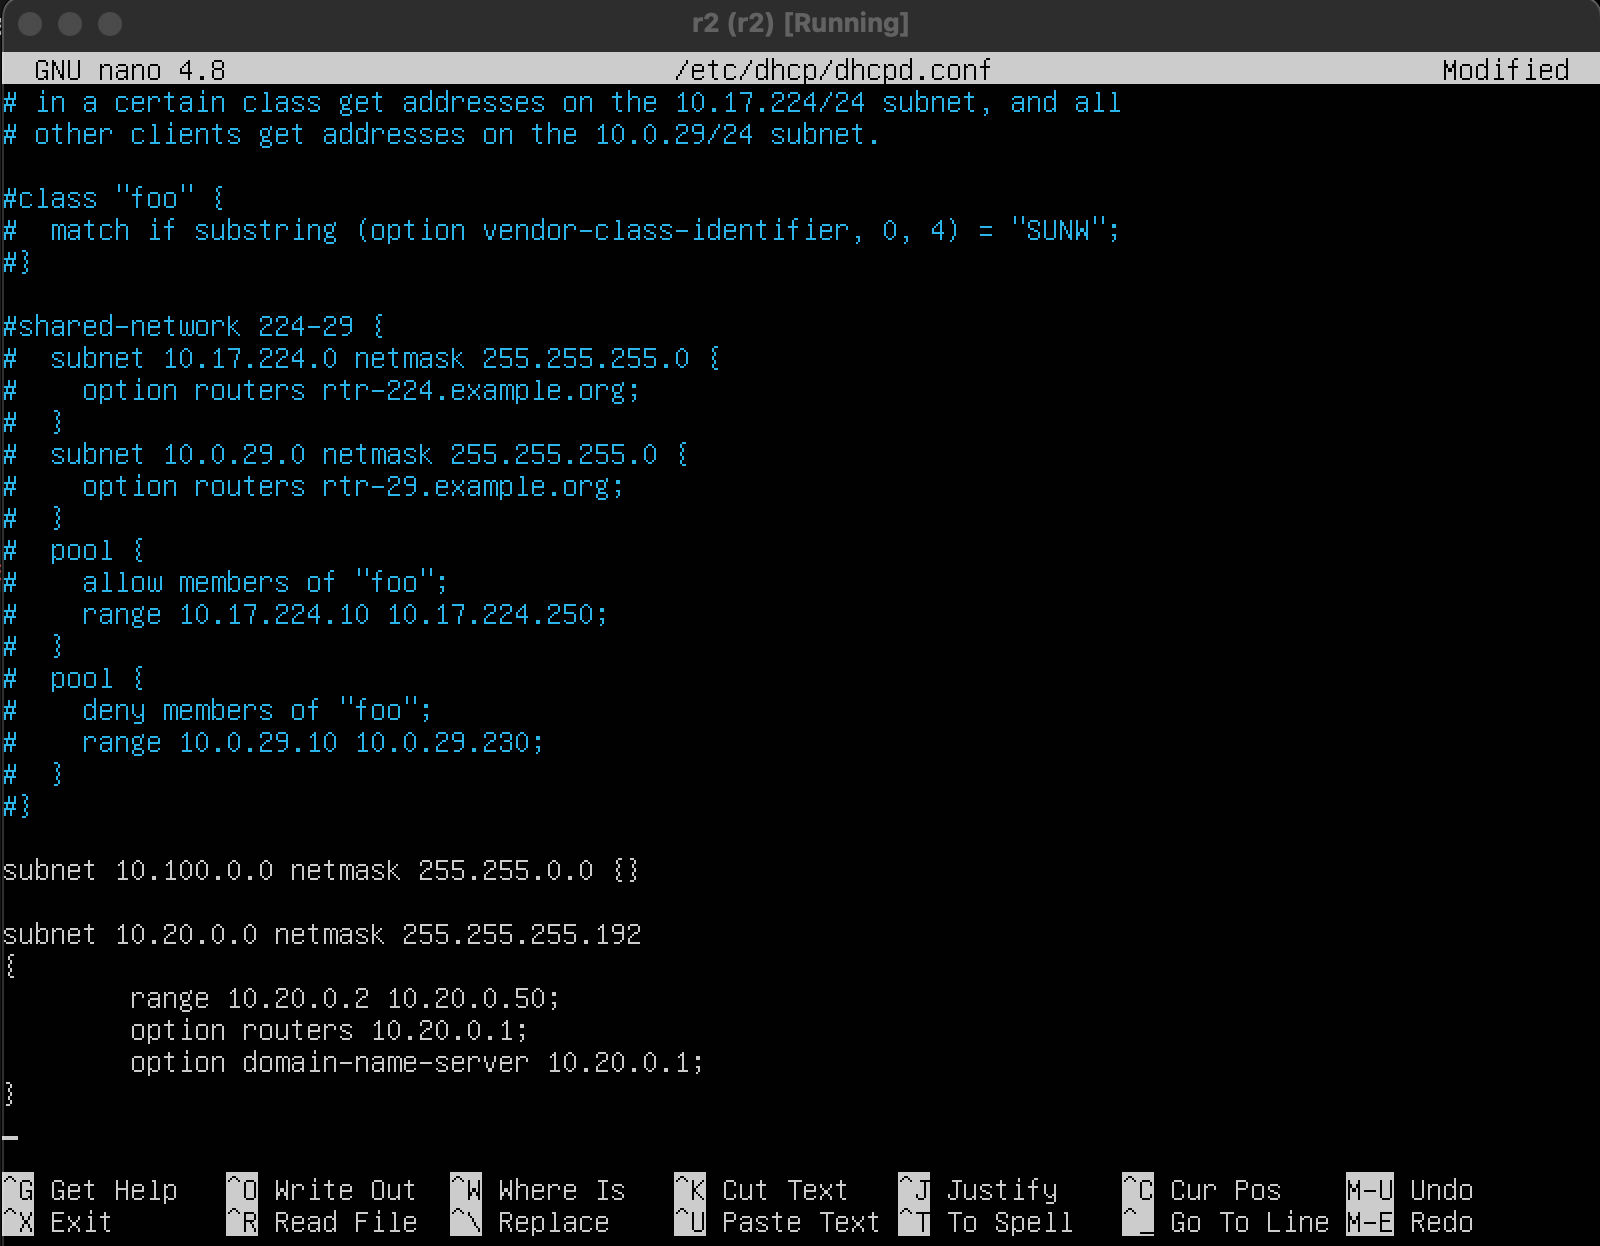 r2 (r2) [Running]
GNU nano 4.8 /etc/dhcp/dhcpd.conf Modified
# in a certain class get addresses on the 10.17.224/24 subnet, and all
# other clients get addresses on the 10.0.29/24 subnet.

#class "foo" {
#  match if substring (option vendor-class-identifier, 0, 4) = "SUNW";
#}

#shared-network 224-29 {
#  subnet 10.17.224.0 netmask 255.255.255.0 {
#    option routers rtr-224.example.org;
#  }
#  subnet 10.0.29.0 netmask 255.255.255.0 {
#    option routers rtr-29.example.org;
#  }
#  pool {
#    allow members of "foo";
#    range 10.17.224.10 10.17.224.250;
#  }
#  pool {
#    deny members of "foo";
#    range 10.0.29.10 10.0.29.230;
#  }
#}

subnet 10.100.0.0 netmask 255.255.0.0 {}

subnet 10.20.0.0 netmask 255.255.255.192
{
        range 10.20.0.2 10.20.0.50;
        option routers 10.20.0.1;
        option domain-name-server 10.20.0.1;
}

^G Get Help ^O Write Out ^W Where Is ^K Cut Text ^J Justify ^C Cur Pos M-U Undo
^X Exit ^R Read File ^\ Replace ^U Paste Text ^T To Spell ^_ Go To Line M-E Redo